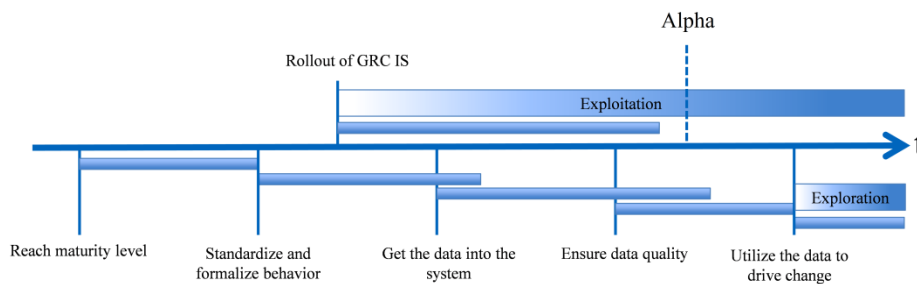 Alpha
Rollout of GRC IS
Exploitation
t
Exploration
Reach maturity level
Standardize and
formalize behavior
Get the data into the
system
Ensure data quality
Utilize the data to
drive change